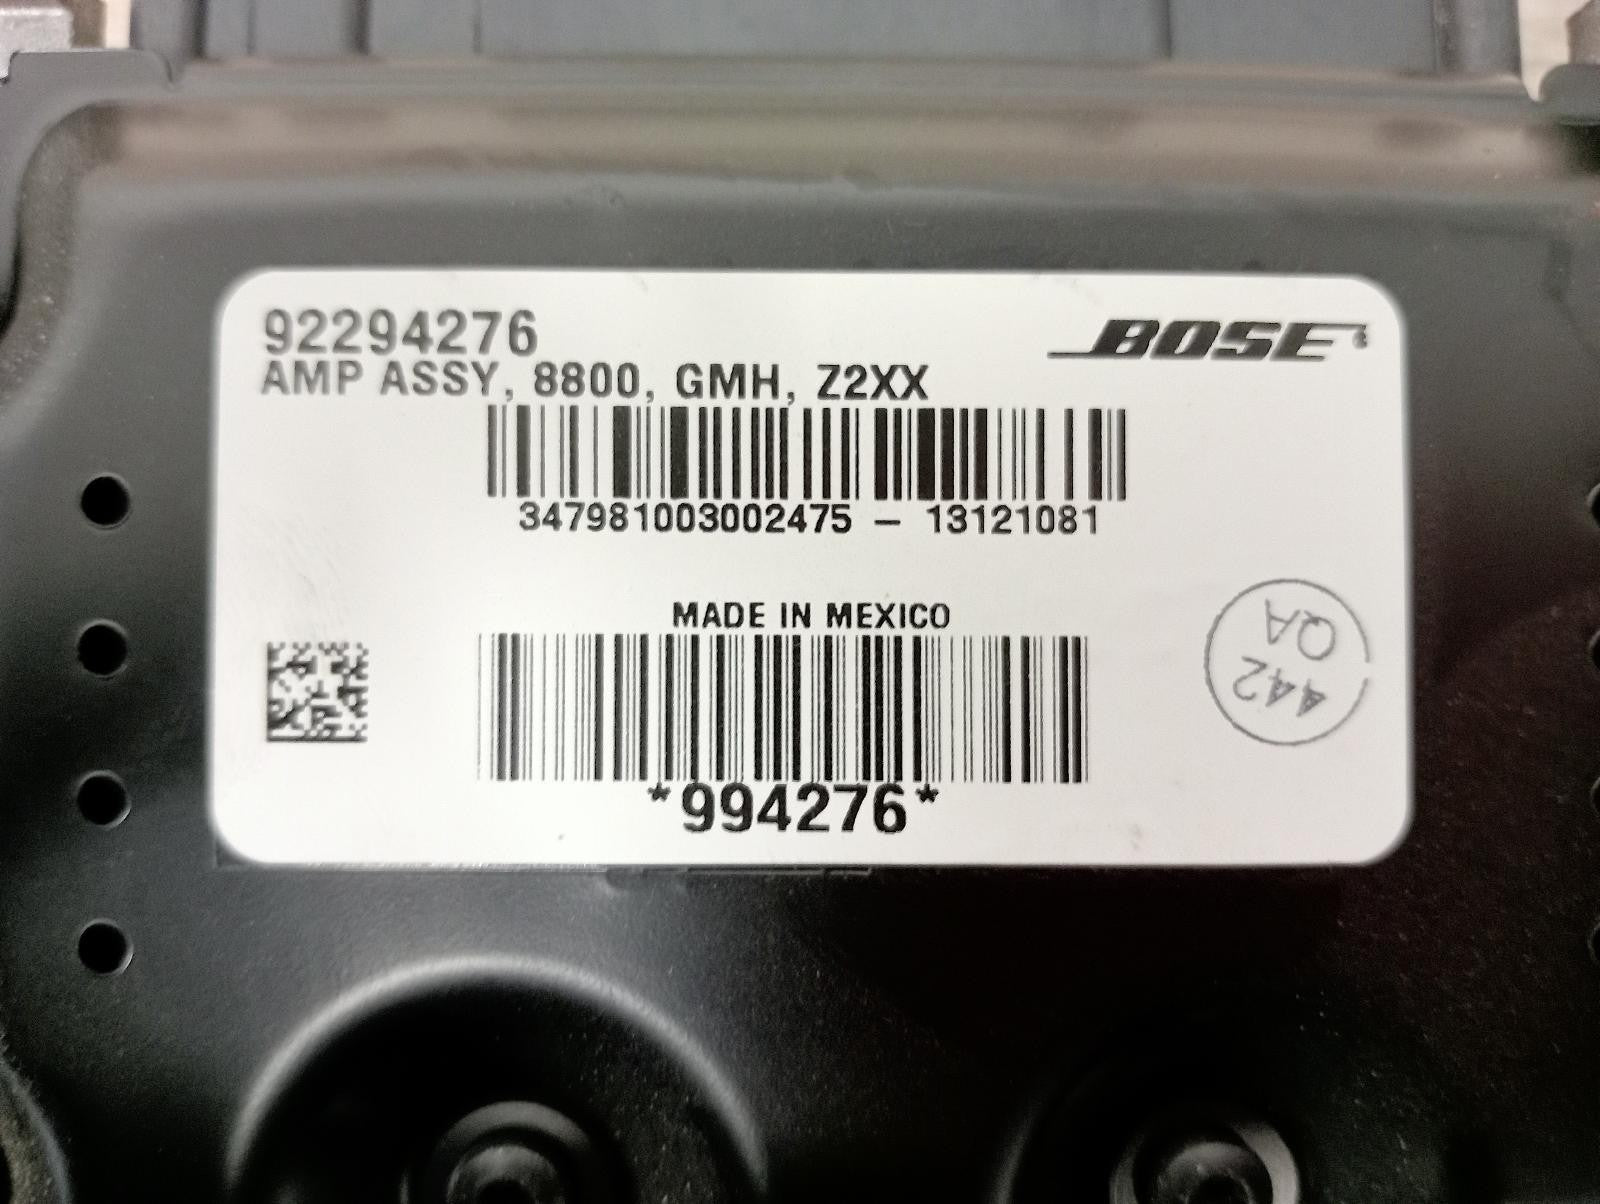 92294276
BOSE®
AMP ASSY, 8800, GMH, Z2XX
347981003002475 – 13121081
MADE IN MEXICO
*994276*
442
QA